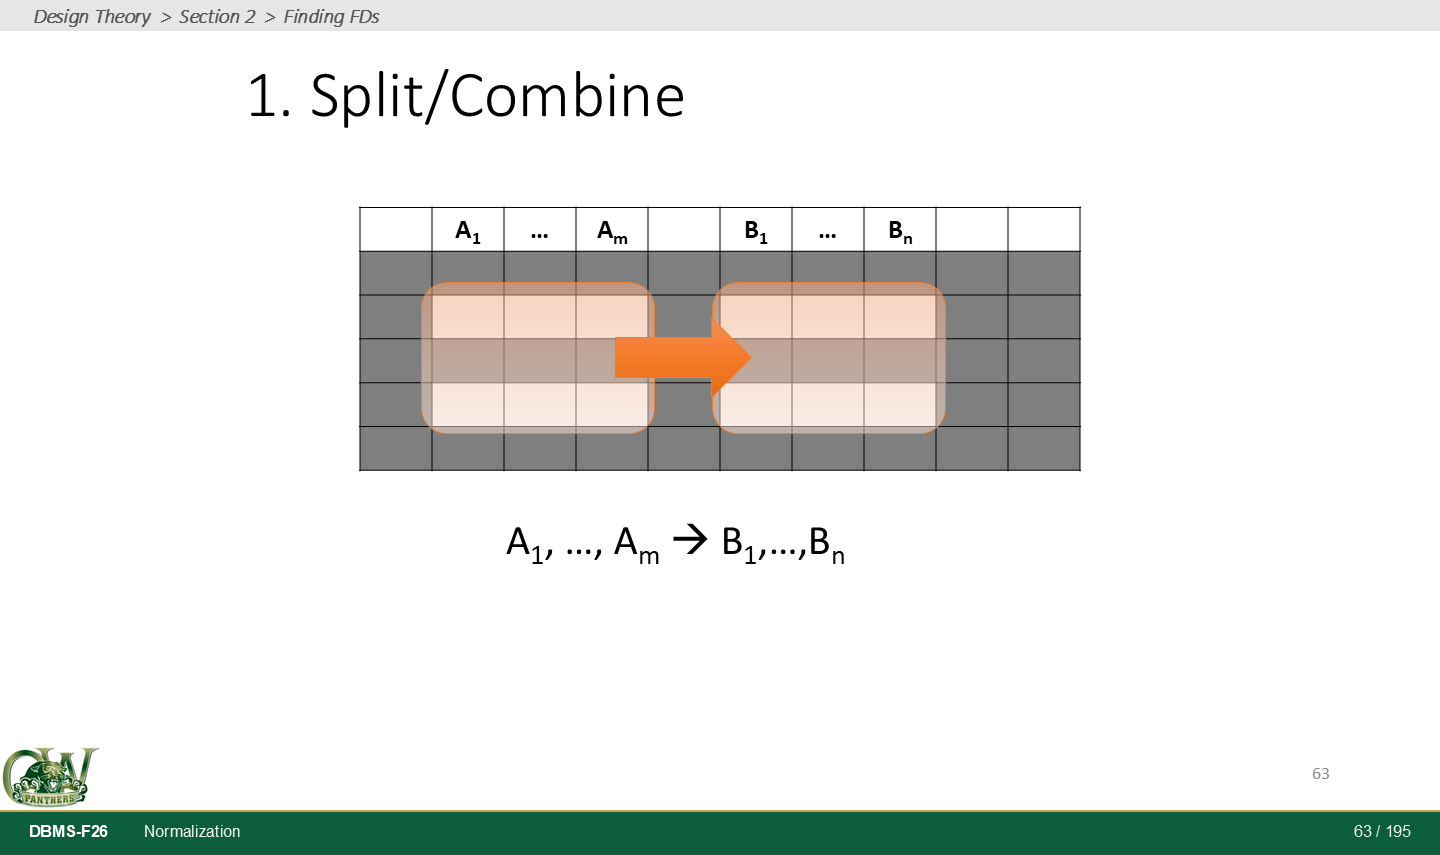 Design Theory > Section 2 > Finding FDs
1. Split/Combine
A1 … Am B1 … Bn
A1, …, Am → B1,…,Bn
63
OW
PANTHERS
DBMS-F26 Normalization 63 / 195